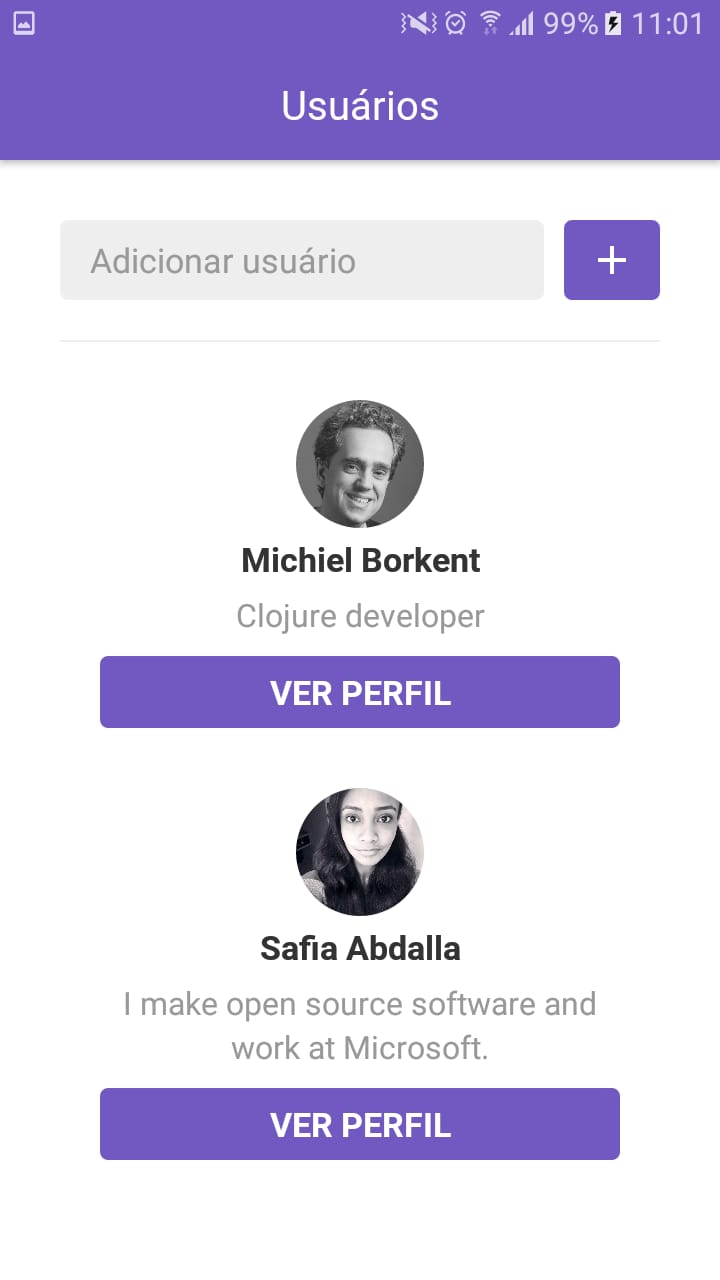 99% 11:01
Usuários
Adicionar usuário
+
Michiel Borkent
Clojure developer
VER PERFIL
Safia Abdalla
I make open source software and
work at Microsoft.
VER PERFIL